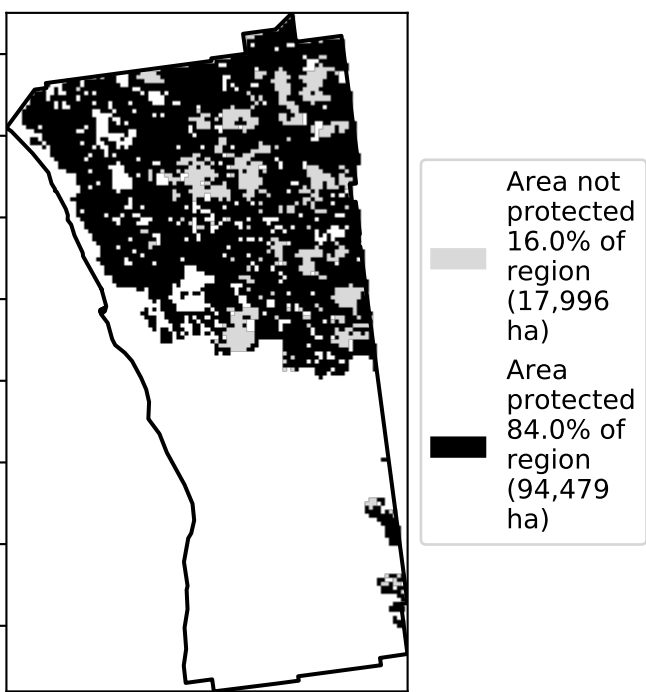 Area not
protected
16.0% of
region
(17,996
ha)
Area
protected
84.0% of
region
(94,479
ha)